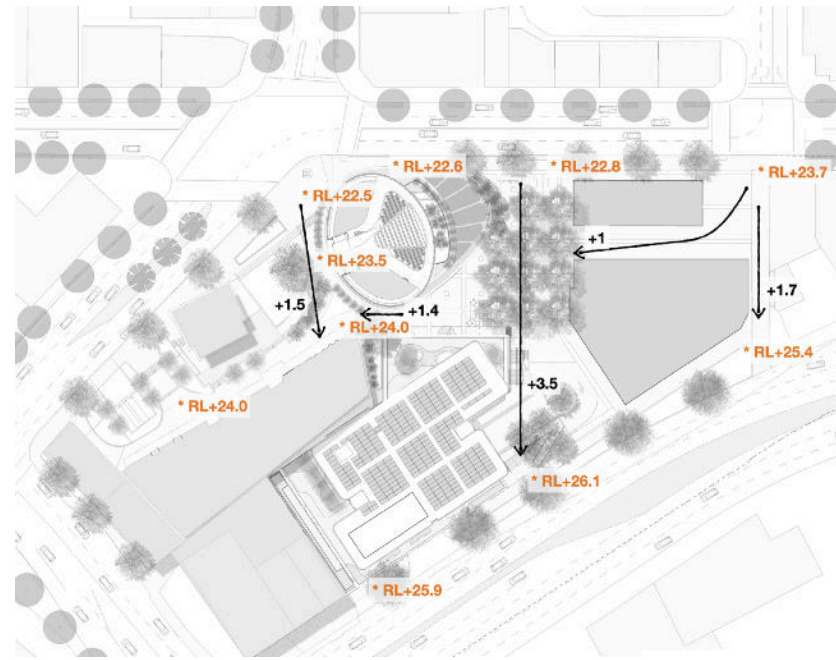 * RL+22.6
* RL+22.8
* RL+23.7
* RL+22.5
+1
* RL+23.5
+1.7
+1.5
+1.4
* RL+24.0
* RL+25.4
+3.5
* RL+24.0
* RL+26.1
* RL+25.9